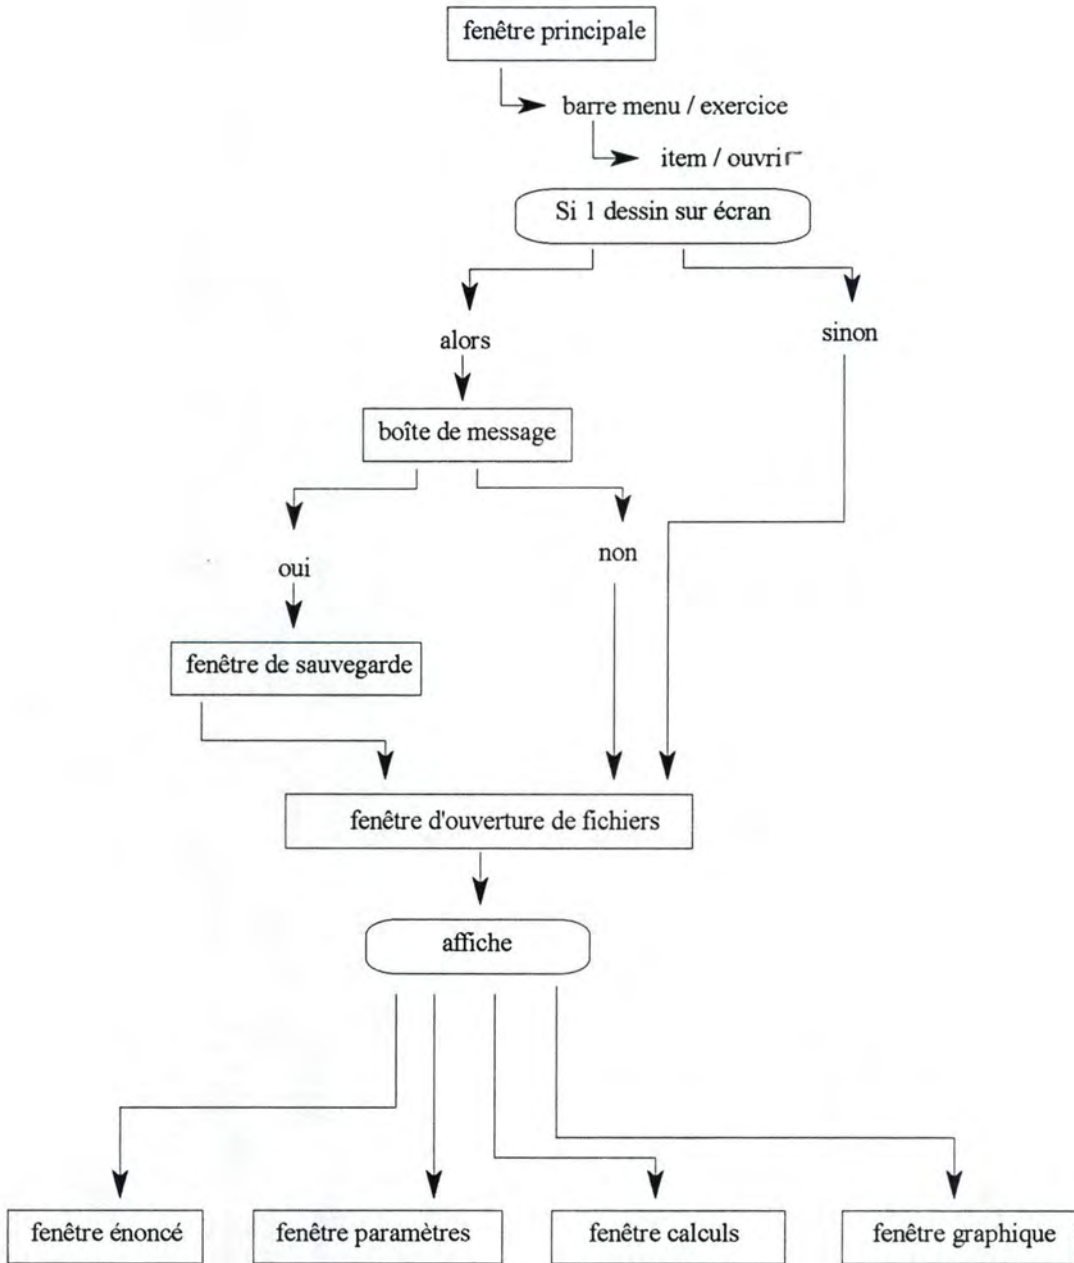 fenêtre principale
barre menu / exercice
item / ouvrir
Si 1 dessin sur écran
alors
sinon
boîte de message
oui
non
fenêtre de sauvegarde
fenêtre d'ouverture de fichiers
affiche
fenêtre énoncé
fenêtre paramètres
fenêtre calculs
fenêtre graphique